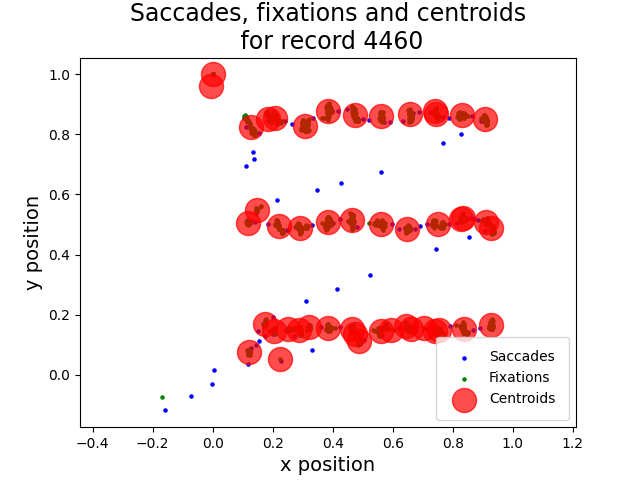 Saccades, fixations and centroids
for record 4460
1.0
0.8
0.6
0.4
0.2
0.0
y position
−0.4
−0.2
0.0
0.2
0.4
0.6
0.8
1.0
1.2
x position
Saccades
Fixations
Centroids